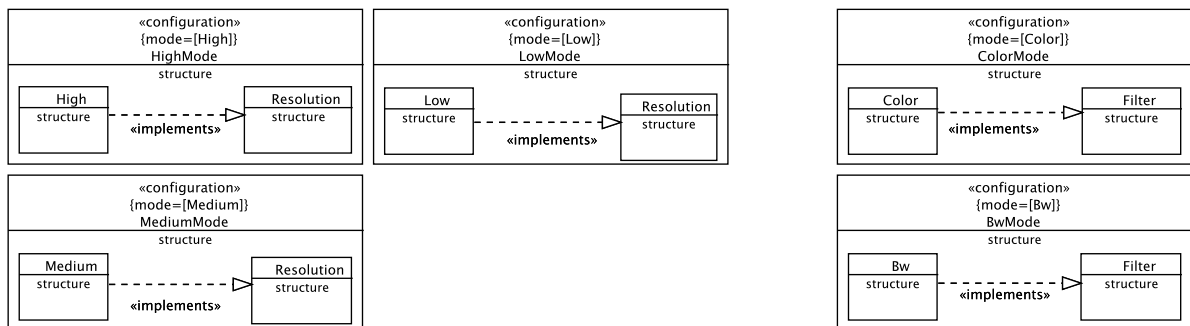 «configuration»
{mode=[High]}
HighMode
structure
High
structure
«implements»
Resolution
structure
«configuration»
{mode=[Low]}
LowMode
structure
Low
structure
«implements»
Resolution
structure
«configuration»
{mode=[Color]}
ColorMode
structure
Color
structure
«implements»
Filter
structure
«configuration»
{mode=[Medium]}
MediumMode
structure
Medium
structure
«implements»
Resolution
structure
«configuration»
{mode=[Bw]}
BwMode
structure
Bw
structure
«implements»
Filter
structure